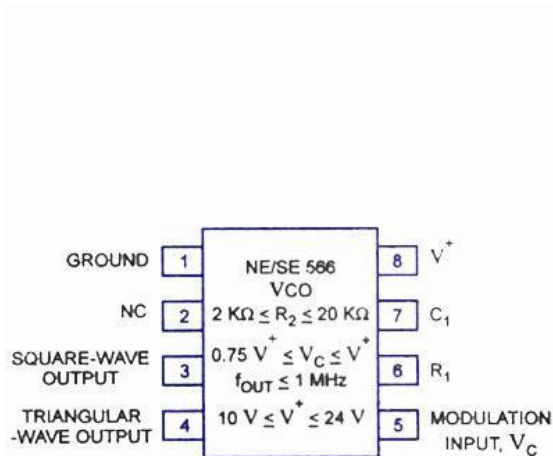 GROUND 1
NC 2
SQUARE-WAVE
OUTPUT 3
TRIANGULAR
-WAVE OUTPUT 4
NE/SE 566
VCO
2 KΩ ≤ R2 ≤ 20 KΩ
0.75 V+ ≤ VC ≤ V+
fOUT ≤ 1 MHz
10 V ≤ V+ ≤ 24 V
8 V+
7 C1
6 R1
5 MODULATION
INPUT, VC